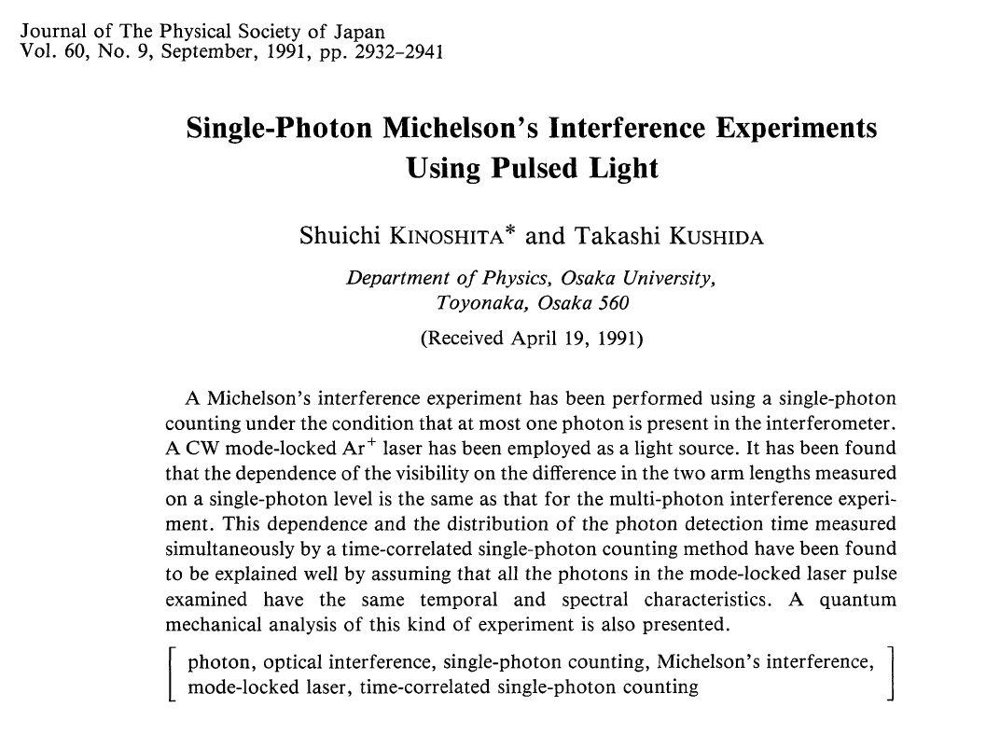 Journal of The Physical Society of Japan
Vol. 60, No. 9, September, 1991, pp. 2932–2941
Single-Photon Michelson's Interference Experiments
Using Pulsed Light
Shuichi KINOSHITA* and Takashi KUSHIDA
Department of Physics, Osaka University,
Toyonaka, Osaka 560
(Received April 19, 1991)
A Michelson's interference experiment has been performed using a single-photon
counting under the condition that at most one photon is present in the interferometer.
A CW mode-locked Ar⁺ laser has been employed as a light source. It has been found
that the dependence of the visibility on the difference in the two arm lengths measured
on a single-photon level is the same as that for the multi-photon interference experi-
ment. This dependence and the distribution of the photon detection time measured
simultaneously by a time-correlated single-photon counting method have been found
to be explained well by assuming that all the photons in the mode-locked laser pulse
examined have the same temporal and spectral characteristics. A quantum
mechanical analysis of this kind of experiment is also presented.
photon, optical interference, single-photon counting, Michelson's interference,
mode-locked laser, time-correlated single-photon counting